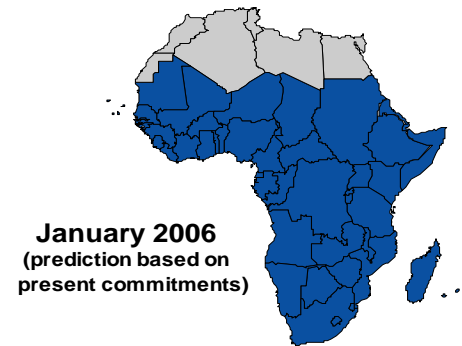 January 2006
(prediction based on
present commitments)